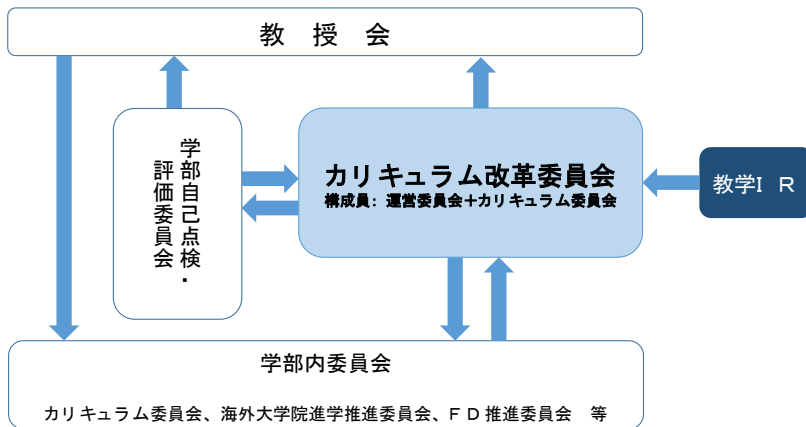 教　授　会
学部自己点検・
評価委員会
カリキュラム改革委員会
構成員：運営委員会＋カリキュラム委員会
教学Ｉ Ｒ
学部内委員会
カリキュラム委員会、海外大学院進学推進委員会、ＦＤ推進委員会　等